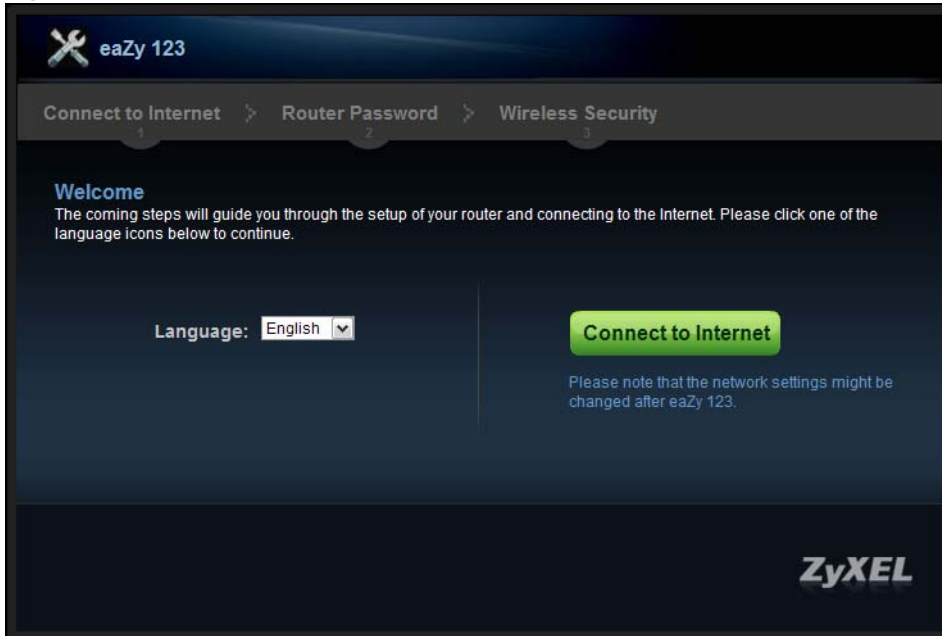 eaZy 123
Connect to Internet > Router Password > Wireless Security
1 2 3
Welcome
The coming steps will guide you through the setup of your router and connecting to the Internet. Please click one of the
language icons below to continue.
Language: English
Connect to Internet
Please note that the network settings might be
changed after eaZy 123.
ZyXEL